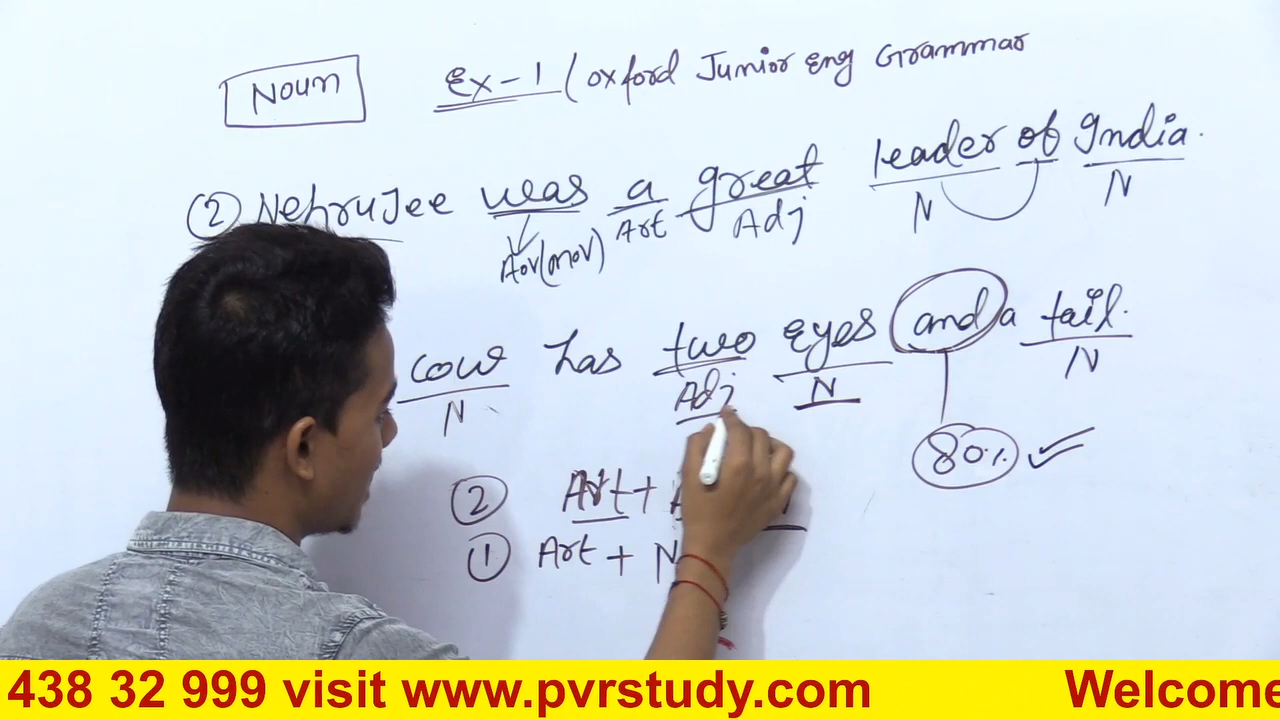 Noun Ex-1 (Oxford Junior Eng Grammar
② NehruJee was a great leader of India.
Art Adj N N
AOV(MOV)
cow has two eyes and a tail.
N Adj N N
80%
② Art +
① Art + N
438 32 999 visit www.pvrstudy.com Welcome